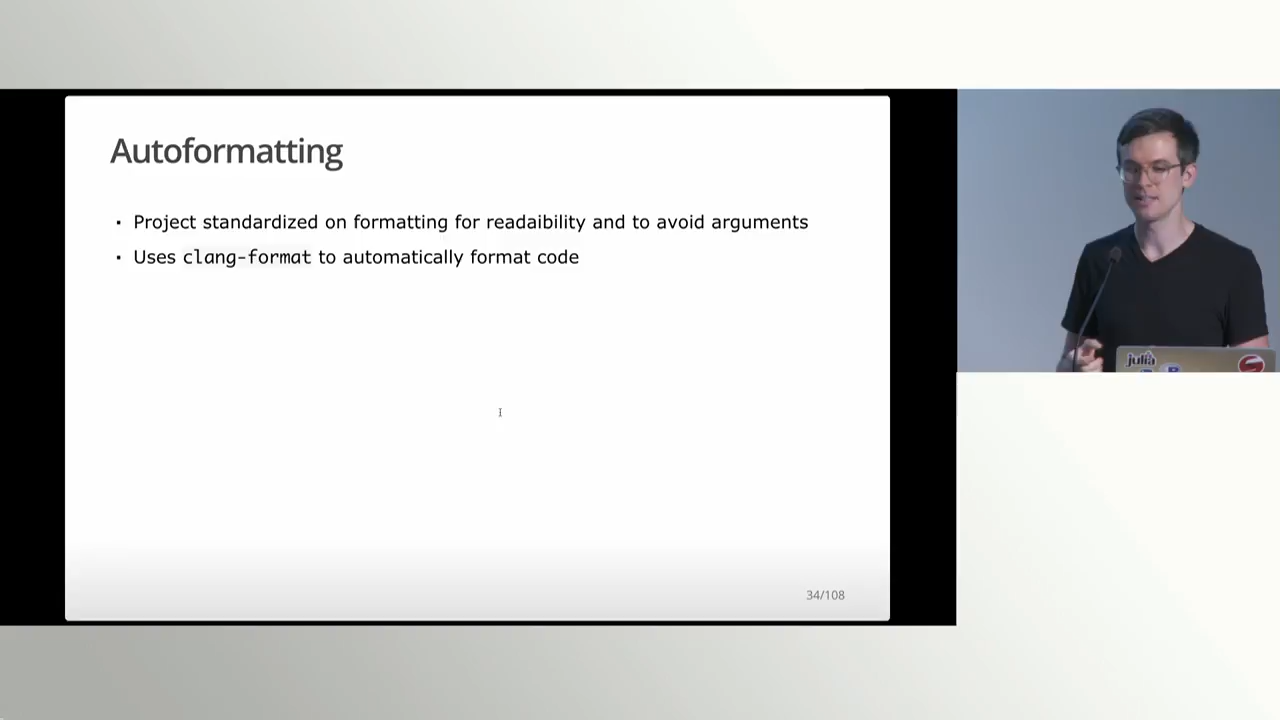 Autoformatting
▪ Project standardized on formatting for readaibility and to avoid arguments
▪ Uses clang-format to automatically format code
34/108
julia